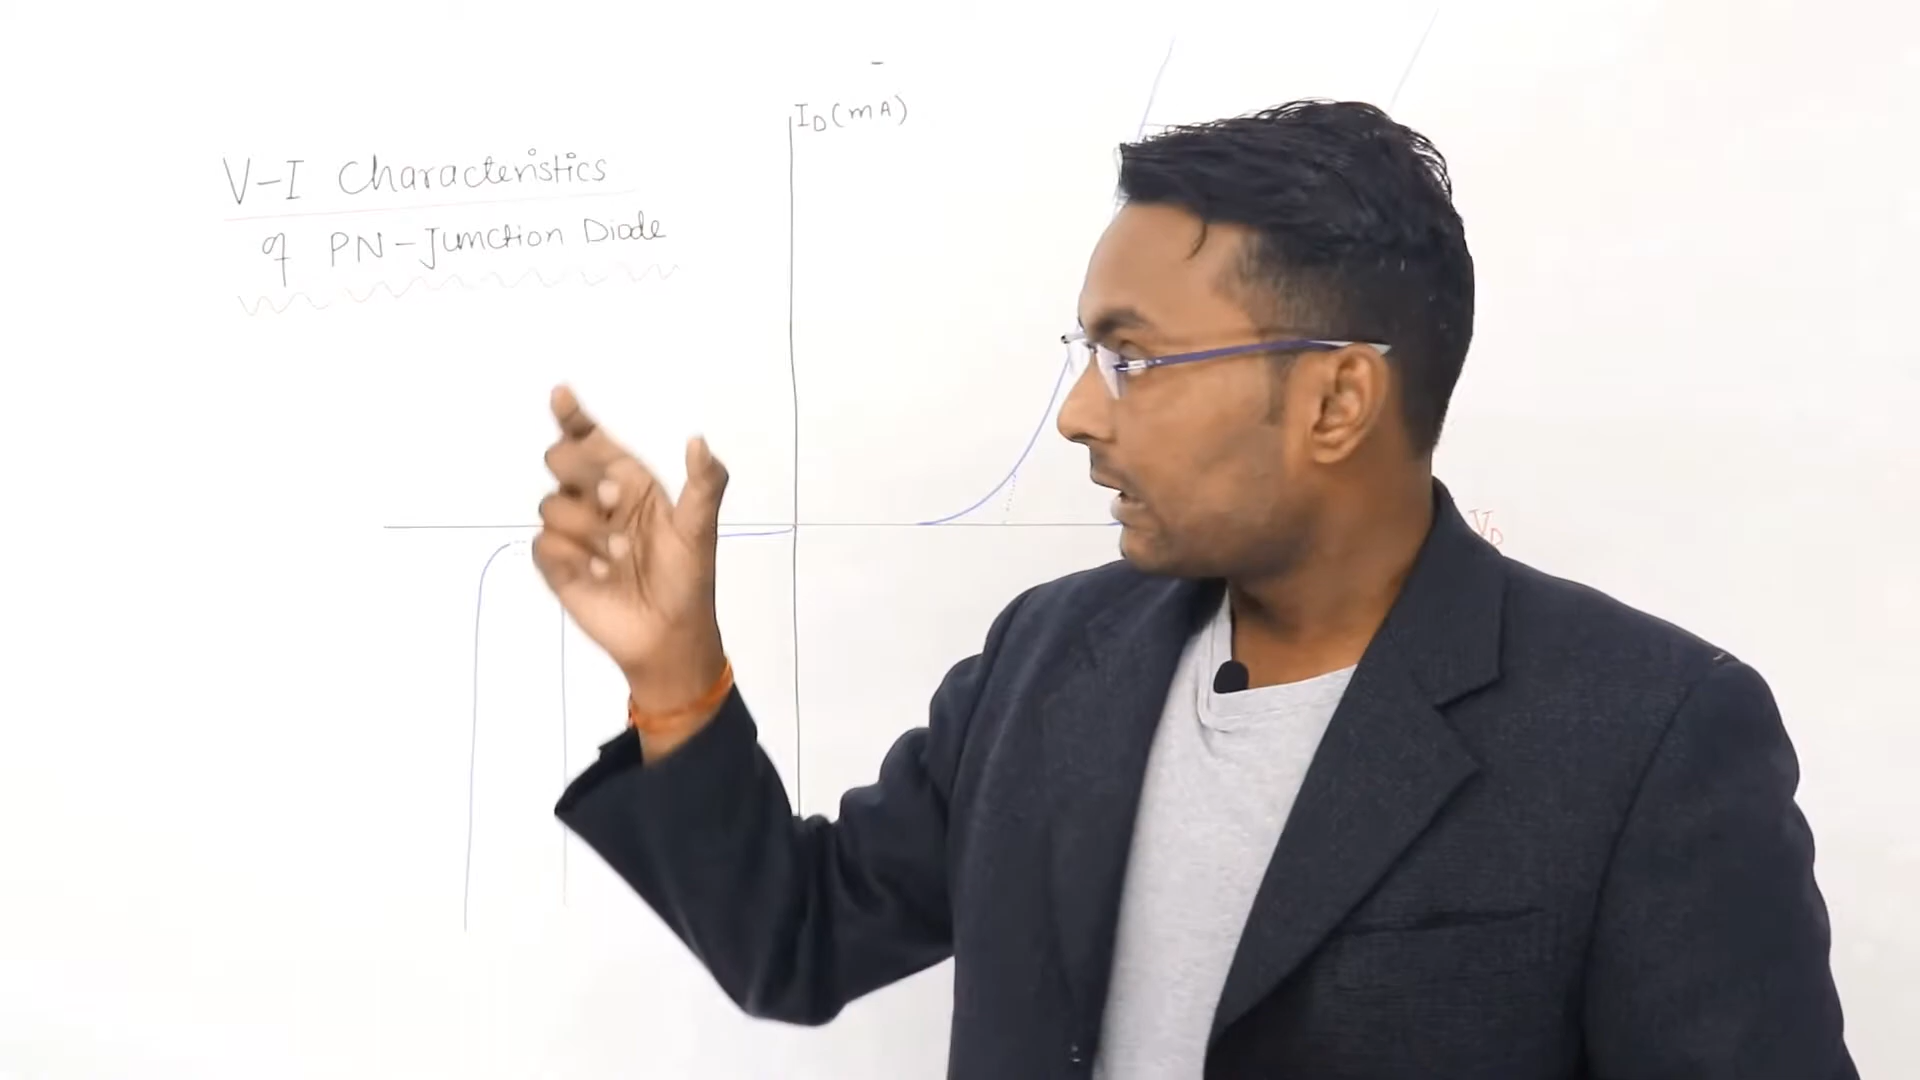 I_D(mA)
V-I Characteristics
of PN-Junction Diode
V_D